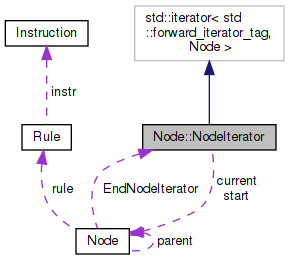 Instruction
std::iterator< std
::forward_iterator_tag,
Node >
instr
Rule
Node::NodeIterator
rule
EndNodeIterator
current
start
Node
parent